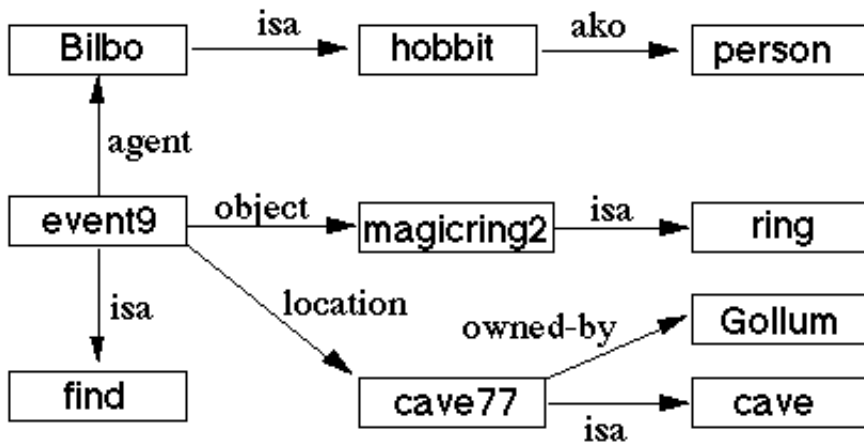 isa
ako
Bilbo
hobbit
person
agent
object
isa
event9
magicring2
ring
isa
location
owned-by
Gollum
find
cave77
isa
cave